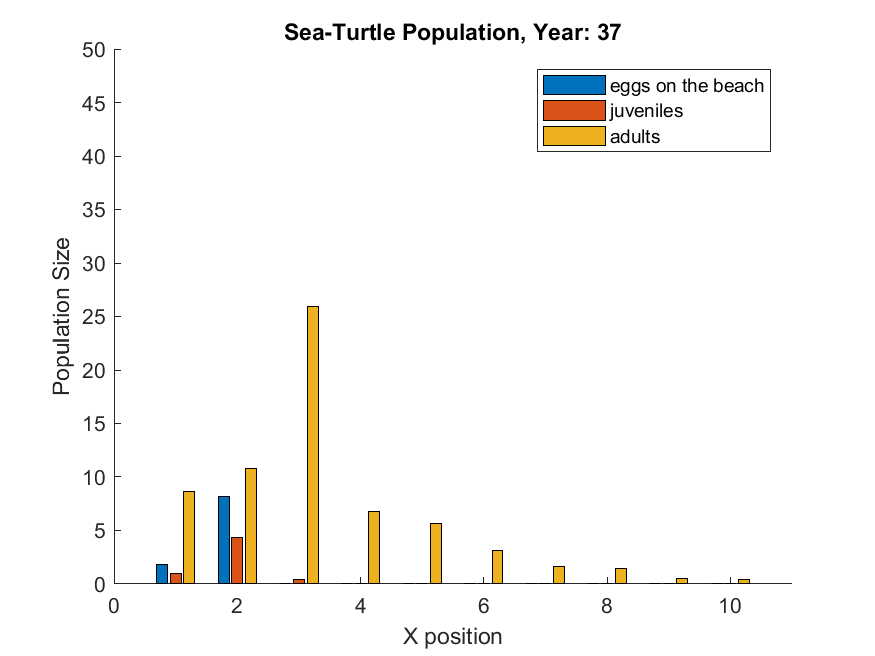 Sea-Turtle Population, Year: 37
eggs on the beach
juveniles
adults
Population Size
50
45
40
35
30
25
20
15
10
5
0
0 2 4 6 8 10
X position